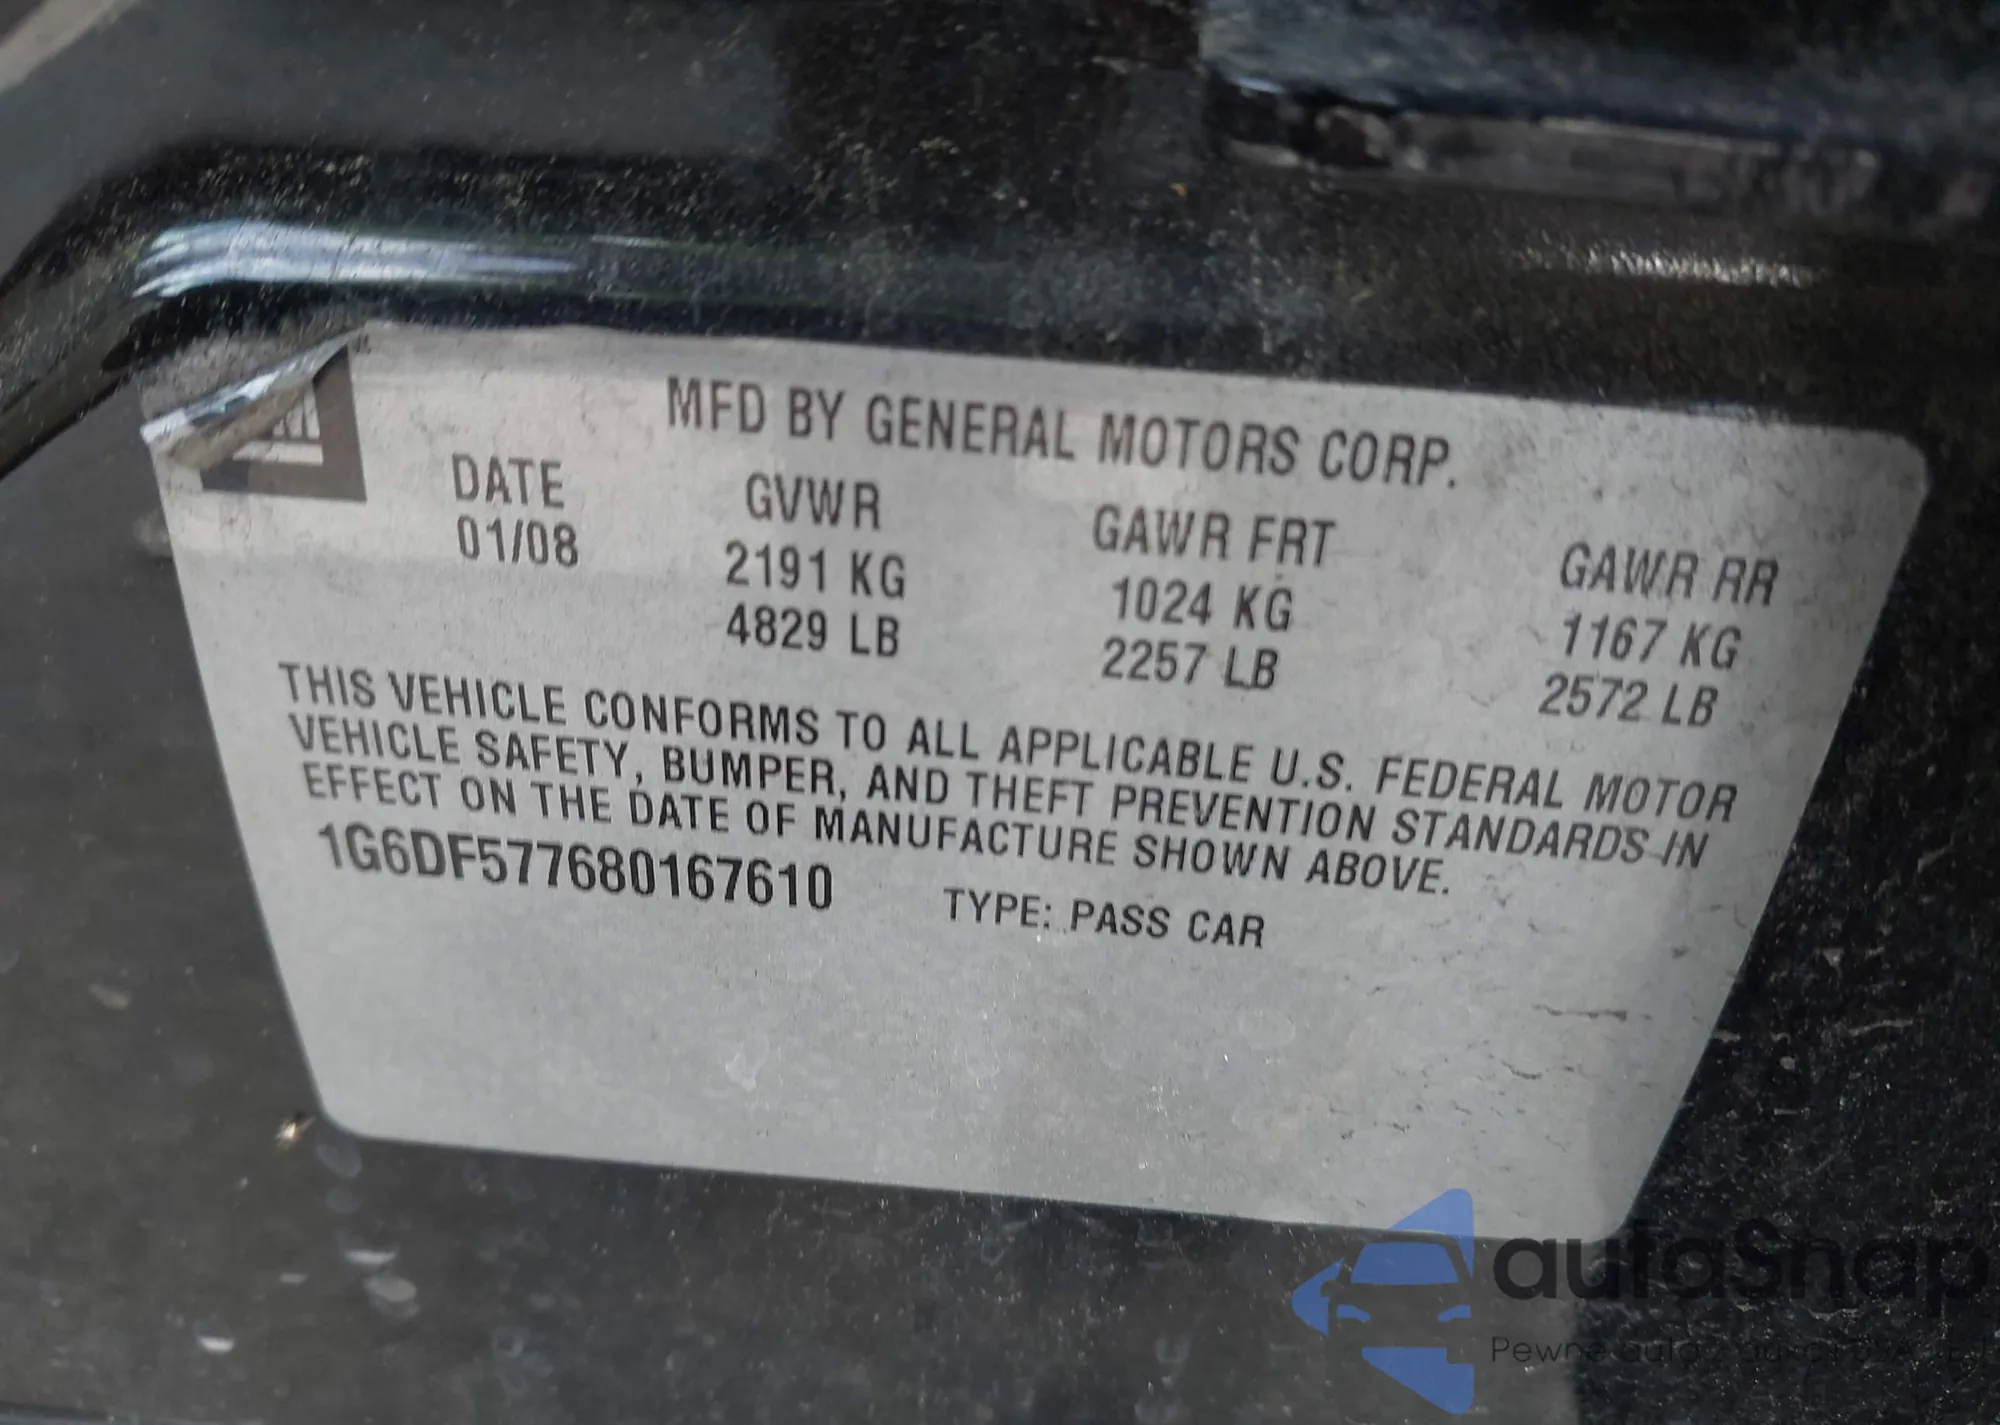 MFD BY GENERAL MOTORS CORP.
DATE GVWR GAWR FRT GAWR RR
01/08 2191 KG 1024 KG 1167 KG
4829 LB 2257 LB 2572 LB
THIS VEHICLE CONFORMS TO ALL APPLICABLE U.S. FEDERAL MOTOR
VEHICLE SAFETY, BUMPER, AND THEFT PREVENTION STANDARDS IN
EFFECT ON THE DATE OF MANUFACTURE SHOWN ABOVE.
1G6DF577680167610 TYPE: PASS CAR
autoSnap
Pewne auto z